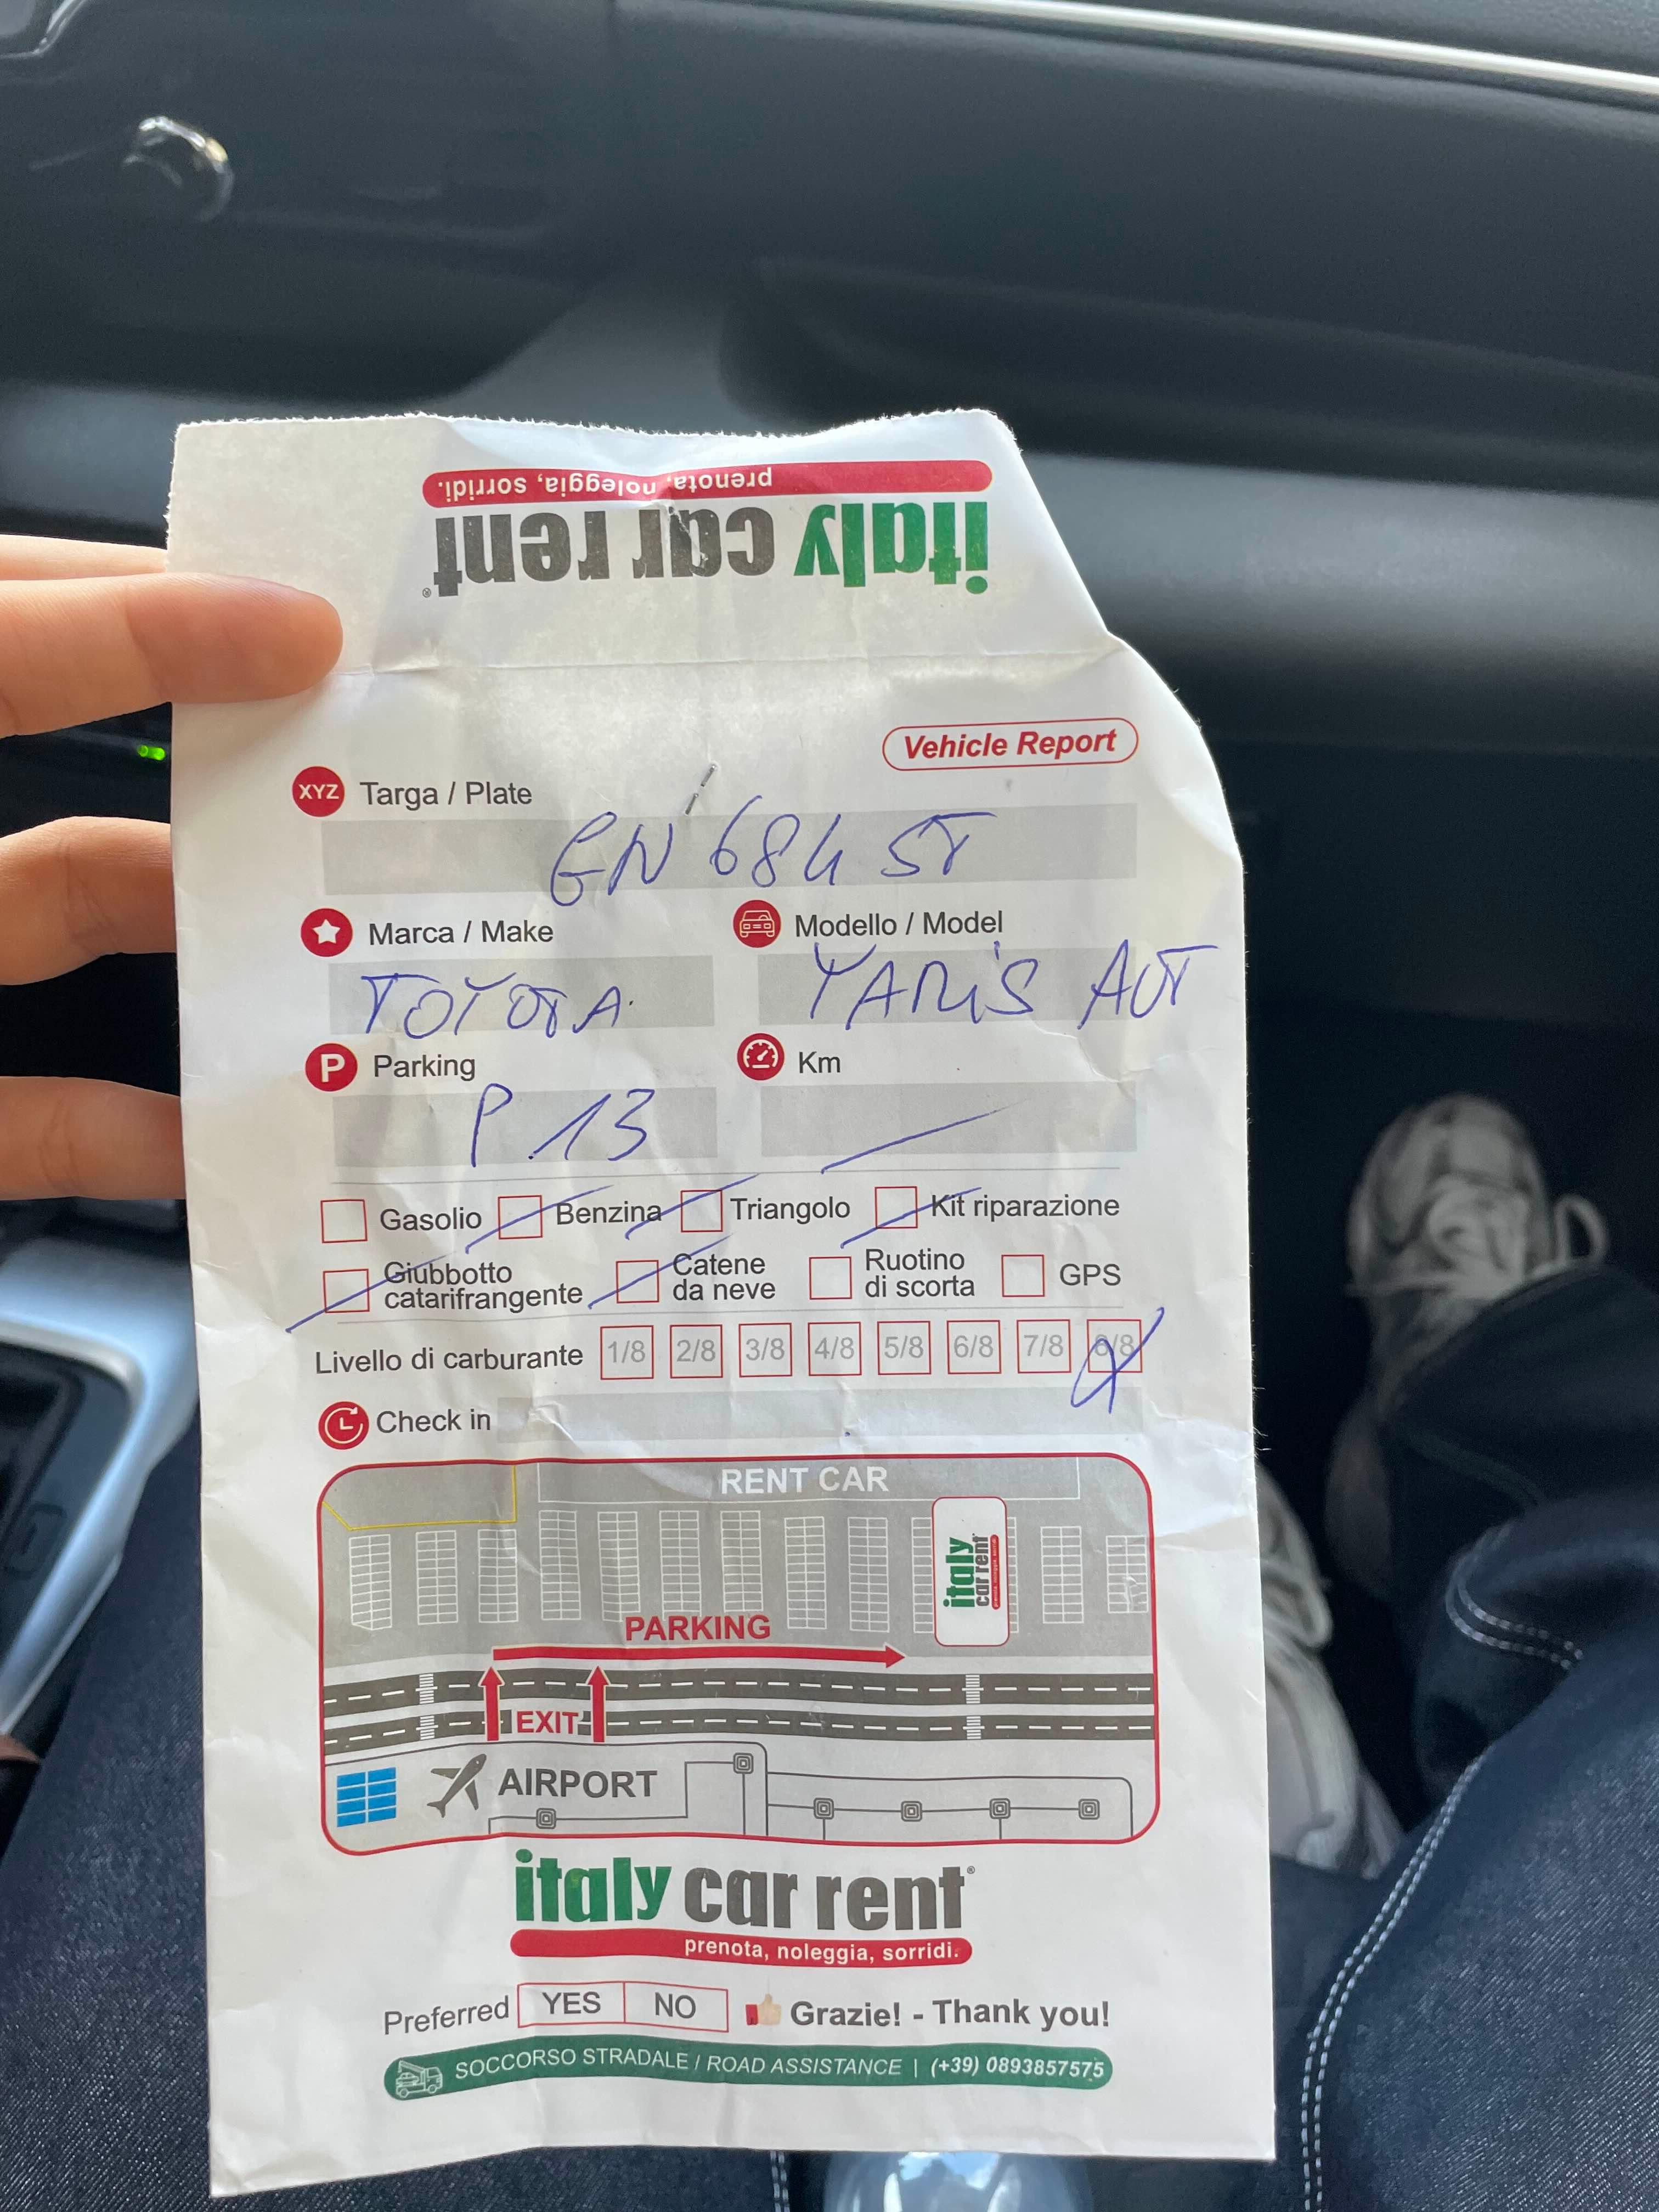 prenota, noleggia, sorridi.
italy car rent®
Vehicle Report
XYZ Targa / Plate
GN 684 ST
Marca / Make
Modello / Model
TOYOTA
YARIS AUT
P Parking
Km
P.13
Gasolio Benzina Triangolo Kit riparazione
Giubbotto catarifrangente Catene da neve Ruotino di scorta GPS
Livello di carburante 1/8 2/8 3/8 4/8 5/8 6/8 7/8 8/8
Check in
RENT CAR
italy car rent
PARKING
EXIT
AIRPORT
italy car rent®
prenota, noleggia, sorridi.
Preferred YES NO Grazie! - Thank you!
SOCCORSO STRADALE / ROAD ASSISTANCE | (+39) 0893857575